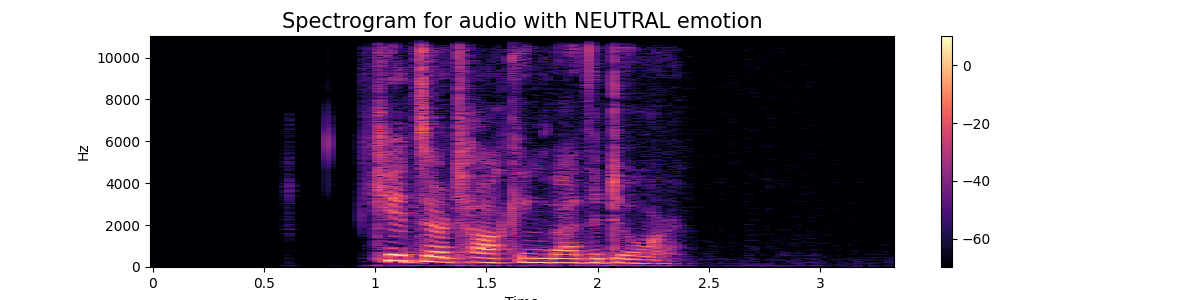 Spectrogram for audio with NEUTRAL emotion
Hz
10000
8000
6000
4000
2000
0
0 0.5 1 1.5 2 2.5 3
Time
0
−20
−40
−60